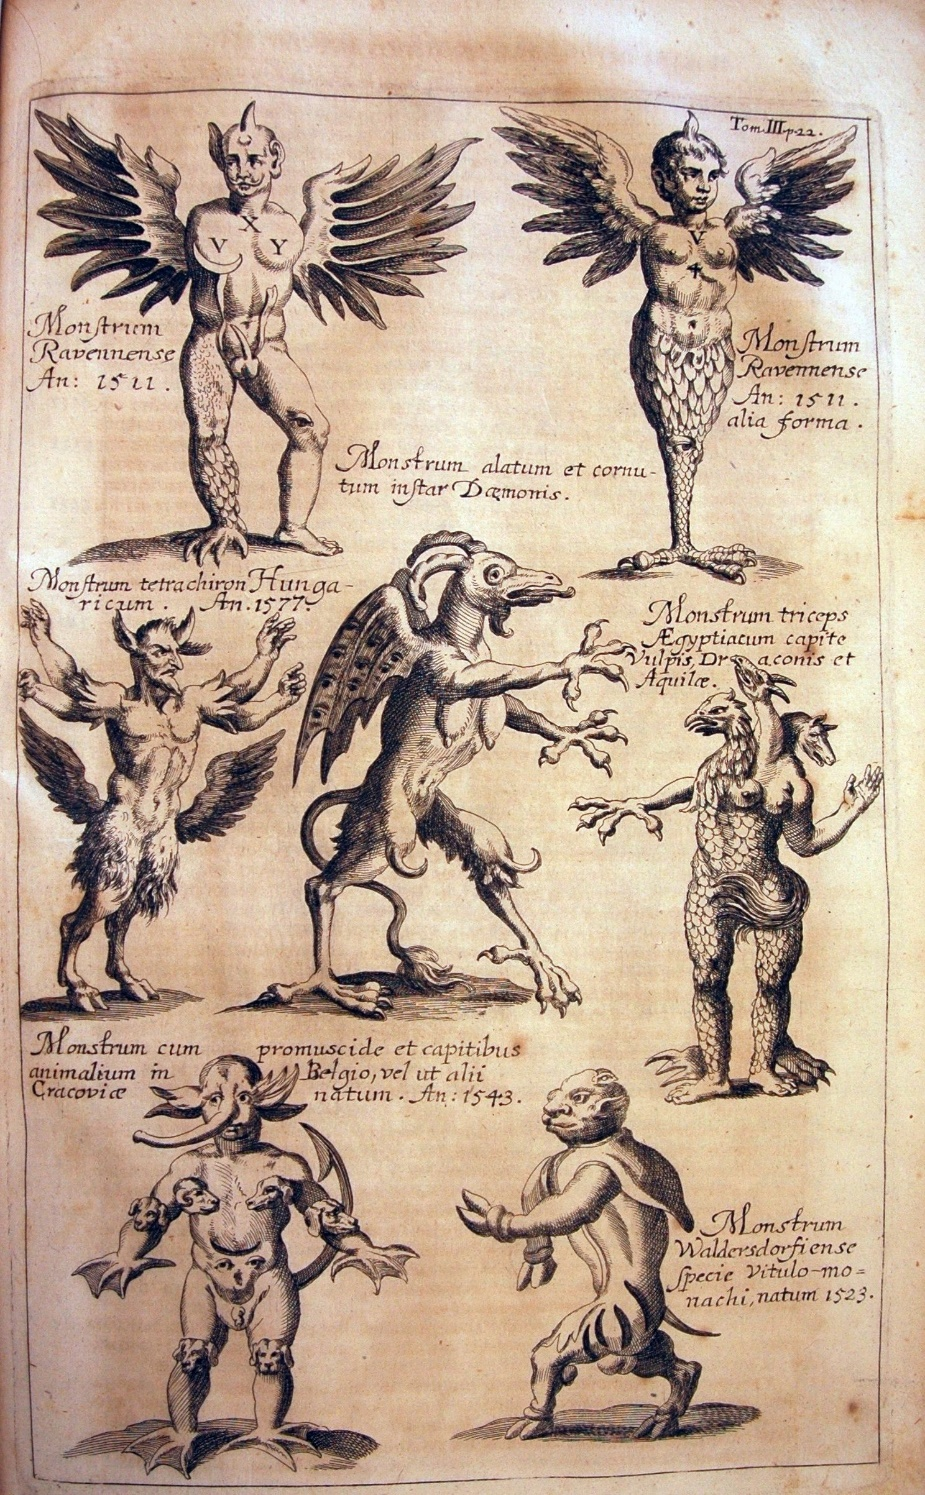 Tom III p.22.
X
V Y
V
Monstrum
Ravennense
An: 1511.
Monstrum
Ravennense
An: 1511.
alia forma.
Monstrum alatum et cornu-
tum instar Dæmonis.
Monstrum tetrachiron Hunga-
ricum. An. 1577.
Monstrum triceps
Ægyptiacum capite
Vulpis, Draconis et
Aquilæ.
Monstrum cum promuscide et capitibus
animalium in Belgio, vel ut alii
Cracoviæ natum. An: 1543.
Monstrum
Waldersdorfiense
specie Vitulo-mo=
nachi, natum 1523.